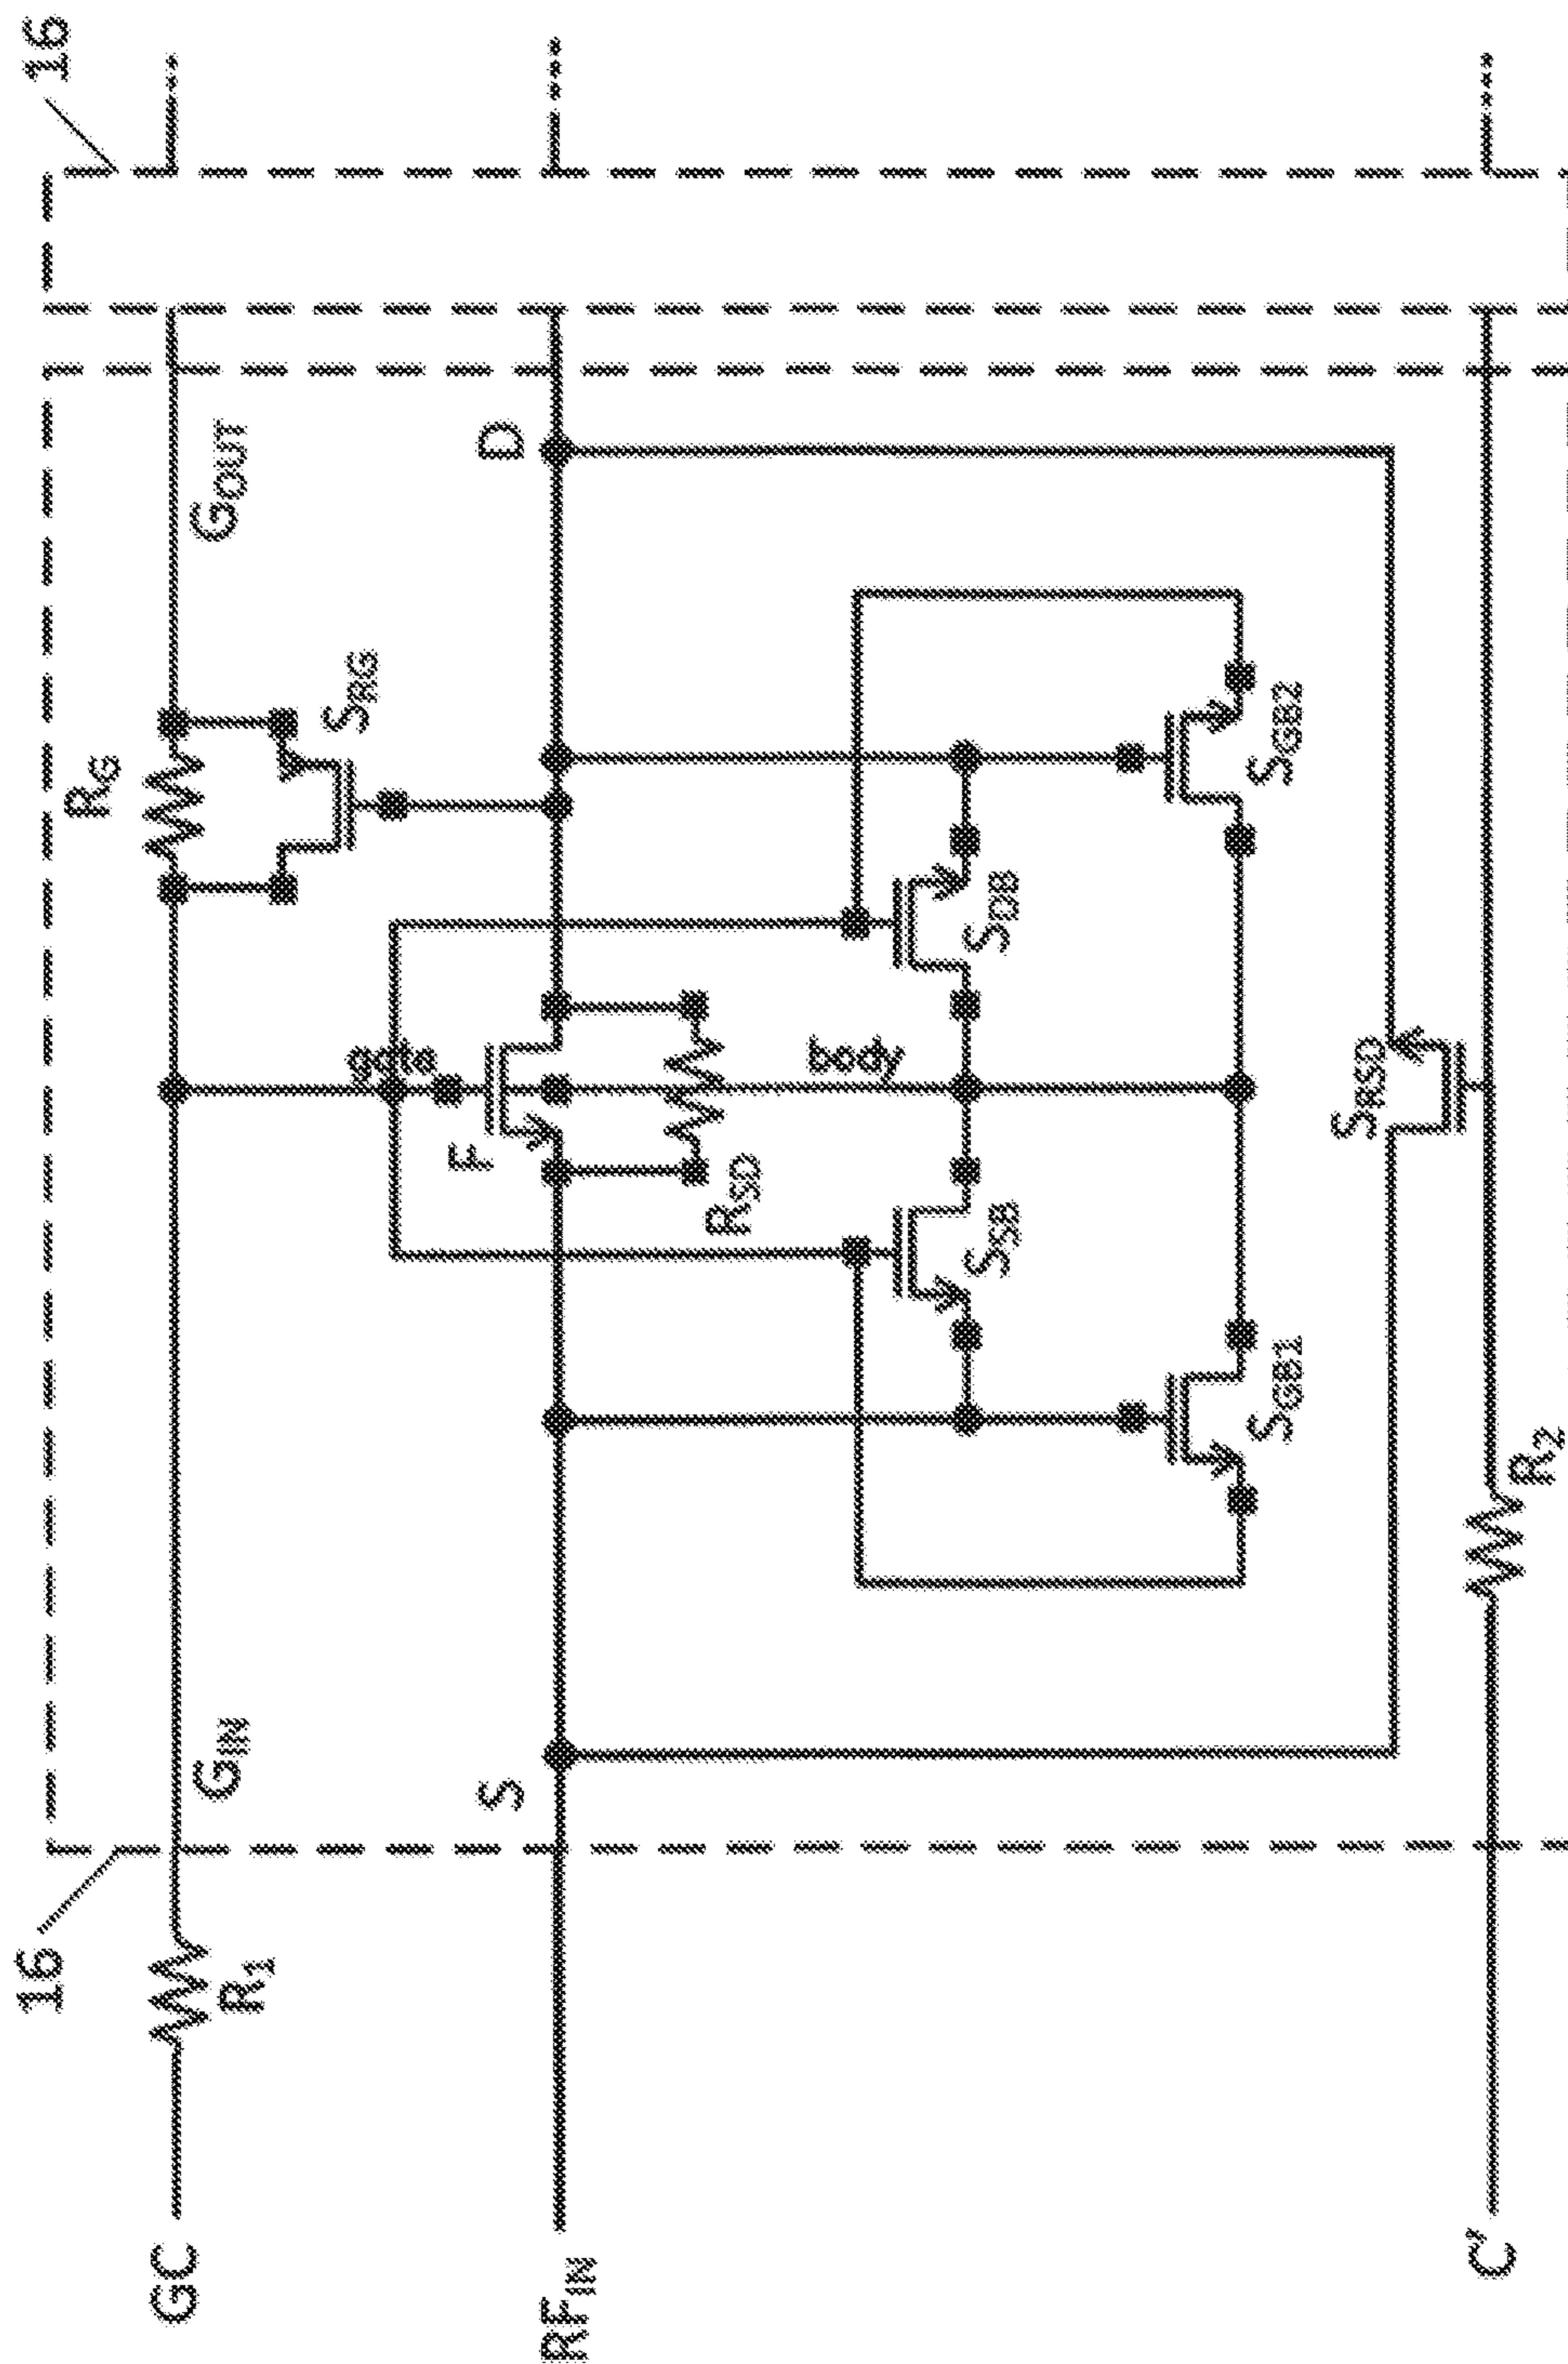 16
16
GC
R1
GIN
RG
GOUT
SRG
RFIN
S
D
gate
F
RSD
body
SSB
SDB
SGB1
SGB2
SRSD
C'
R2